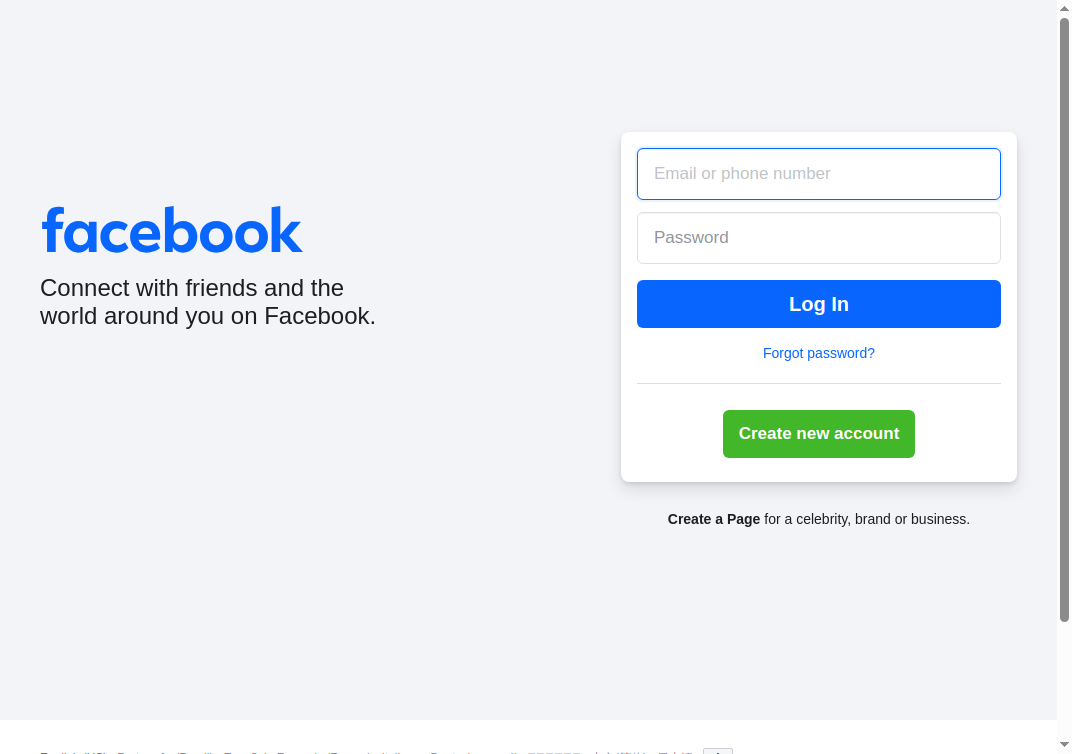 facebook
Connect with friends and the
world around you on Facebook.
Email or phone number
Password
Log In
Forgot password?
Create new account
Create a Page for a celebrity, brand or business.